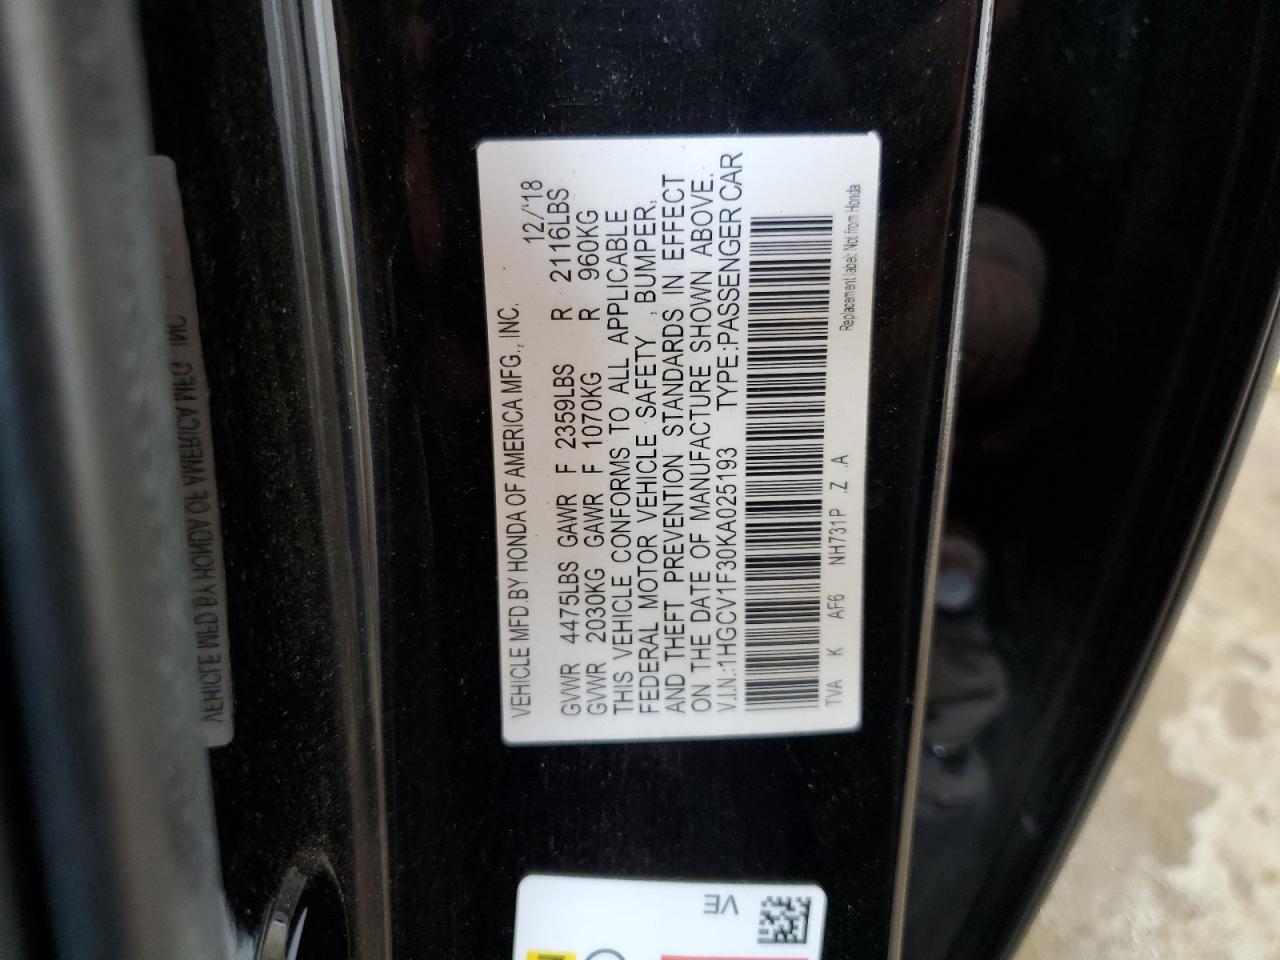 VEHICLE MFD.BY HONDA OF AMERICA MFG., INC.
12/'18
GVWR 4475LBS GAWR F 2359LBS R 2116LBS
GVWR 2030KG GAWR F 1070KG R 960KG
THIS VEHICLE CONFORMS TO ALL APPLICABLE
FEDERAL MOTOR VEHICLE SAFETY , BUMPER,
AND THEFT PREVENTION STANDARDS IN EFFECT
ON THE DATE OF MANUFACTURE SHOWN ABOVE.
V.I.N.:1HGCV1F30KA025193 TYPE:PASSENGER CAR
TVA K AF6 NH731P .Z .A
Replacement label: Not from Honda
VE
VEHICLE MFD BY HONDA OF AMERICA MFG INC